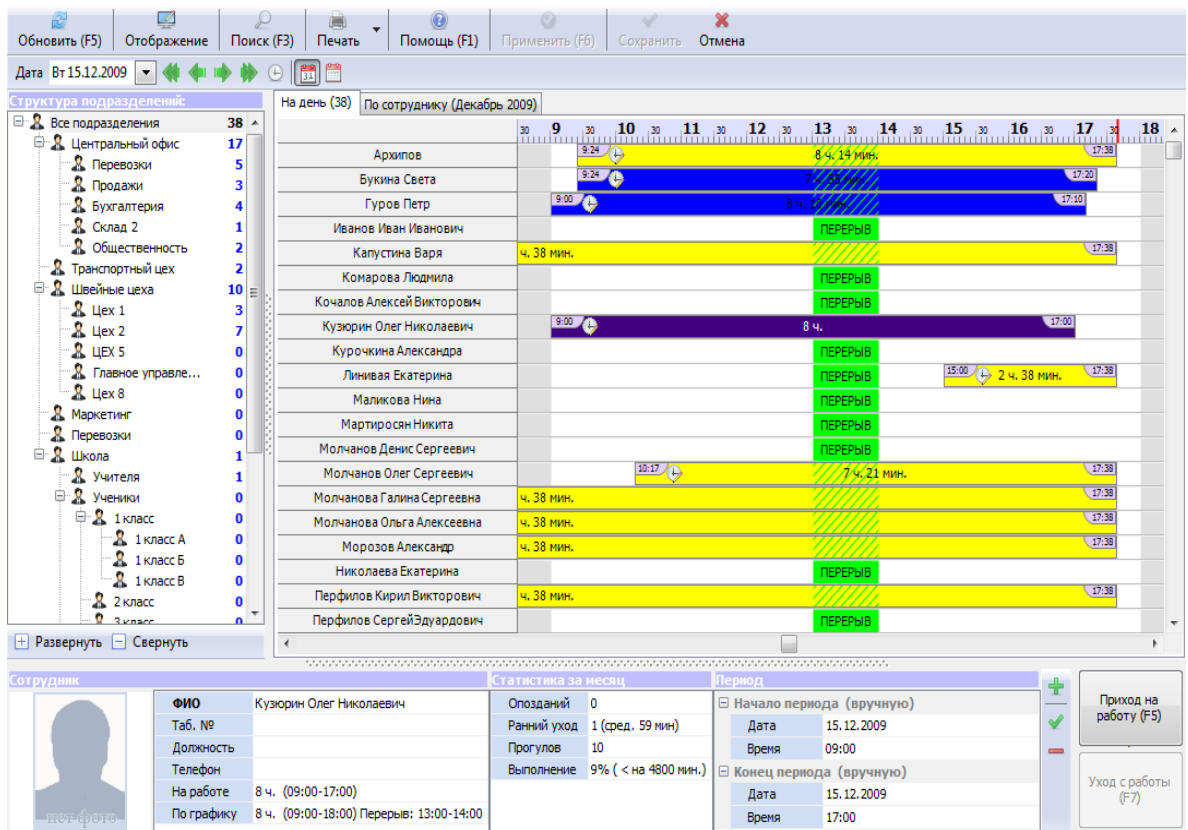 Обновить (F5) Отображение Поиск (F3) Печать Помощь (F1) Применить (F6) Сохранить Отмена
Дата Вт 15.12.2009
Структура подразделений:
Все подразделения 38
Центральный офис 17
Перевозки 5
Продажи 3
Бухгалтерия 4
Склад 2 1
Общественность 2
Транспортный цех 2
Швейные цеха 10
Цех 1 3
Цех 2 7
ЦЕХ 5 0
Главное управле... 0
Цех 8 0
Маркетинг 0
Перевозки 0
Школа 1
Учителя 1
Ученики 0
1 класс 0
1 класс А 0
1 класс Б 0
1 класс В 0
2 класс 0
3 класс 0
Развернуть Свернуть
На день (38) По сотруднику (Декабрь 2009)
30 9 30 10 30 11 30 12 30 13 30 14 30 15 30 16 30 17 30 18
Архипов 9:24 8 ч. 14 мин. 17:38
Букина Света 9:24 17:20
Гуров Петр 9:00 17:10
Иванов Иван Иванович ПЕРЕРЫВ
Капустина Варя ч. 38 мин. 17:38
Комарова Людмила ПЕРЕРЫВ
Кочалов Алексей Викторович ПЕРЕРЫВ
Кузюрин Олег Николаевич 9:00 8 ч. 17:00
Курочкина Александра ПЕРЕРЫВ
Линивая Екатерина ПЕРЕРЫВ 15:00 2 ч. 38 мин. 17:38
Маликова Нина ПЕРЕРЫВ
Мартиросян Никита ПЕРЕРЫВ
Молчанов Денис Сергеевич ПЕРЕРЫВ
Молчанов Олег Сергеевич 10:17 7 ч. 21 мин. 17:38
Молчанова Галина Сергеевна ч. 38 мин. 17:38
Молчанова Ольга Алексеевна ч. 38 мин. 17:38
Морозов Александр ч. 38 мин. 17:38
Николаева Екатерина ПЕРЕРЫВ
Перфилов Кирил Викторович ч. 38 мин. 17:38
Перфилов СергейЭдуардович ПЕРЕРЫВ
Сотрудник
нет фото
ФИО Кузюрин Олег Николаевич
Таб. №
Должность
Телефон
На работе 8 ч. (09:00-17:00)
По графику 8 ч. (09:00-18:00) Перерыв: 13:00-14:00
Статистика за месяц
Опозданий 0
Ранний уход 1 (сред. 59 мин)
Прогулов 10
Выполнение 9% ( < на 4800 мин.)
Период
Начало периода (вручную)
Дата 15.12.2009
Время 09:00
Конец периода (вручную)
Дата 15.12.2009
Время 17:00
Приход на
работу (F5)
Уход с работы
(F7)